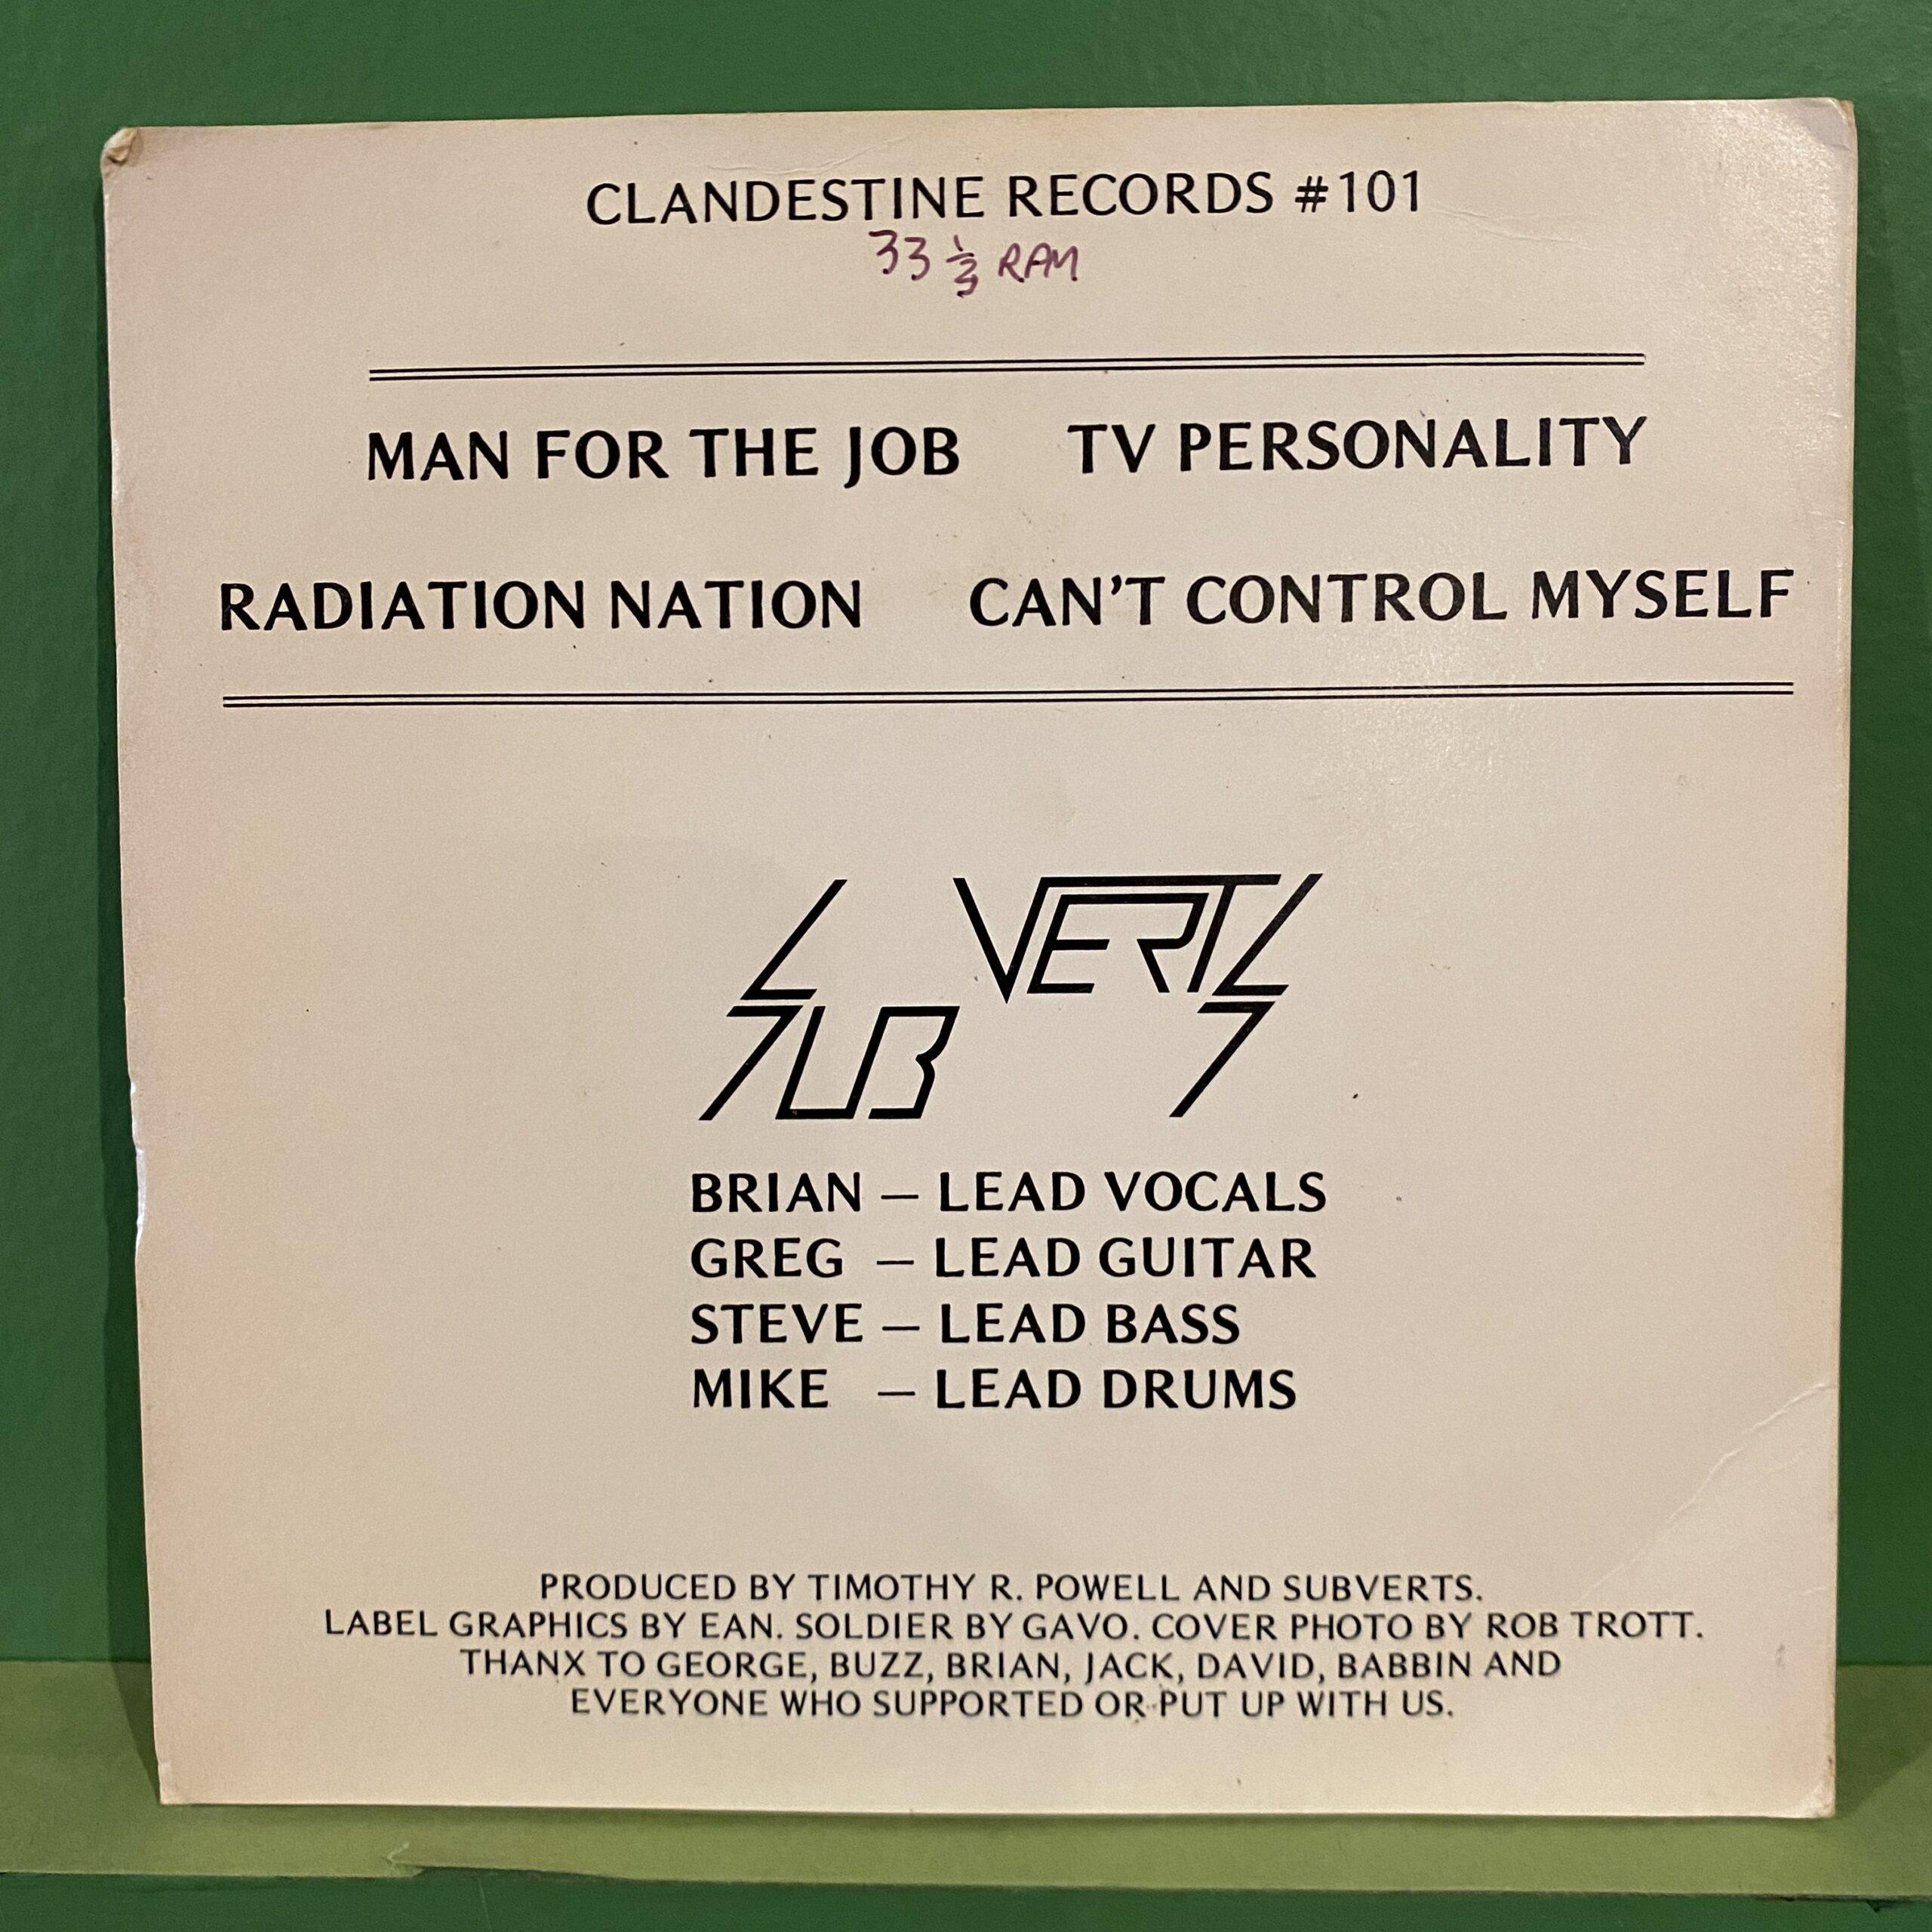 CLANDESTINE RECORDS #101
33 1/3 RPM
MAN FOR THE JOB TV PERSONALITY
RADIATION NATION CAN'T CONTROL MYSELF
SUBVERTS
BRIAN — LEAD VOCALS
GREG — LEAD GUITAR
STEVE — LEAD BASS
MIKE — LEAD DRUMS
PRODUCED BY TIMOTHY R. POWELL AND SUBVERTS.
LABEL GRAPHICS BY EAN. SOLDIER BY GAVO. COVER PHOTO BY ROB TROTT.
THANX TO GEORGE, BUZZ, BRIAN, JACK, DAVID, BABBIN AND
EVERYONE WHO SUPPORTED OR PUT UP WITH US.